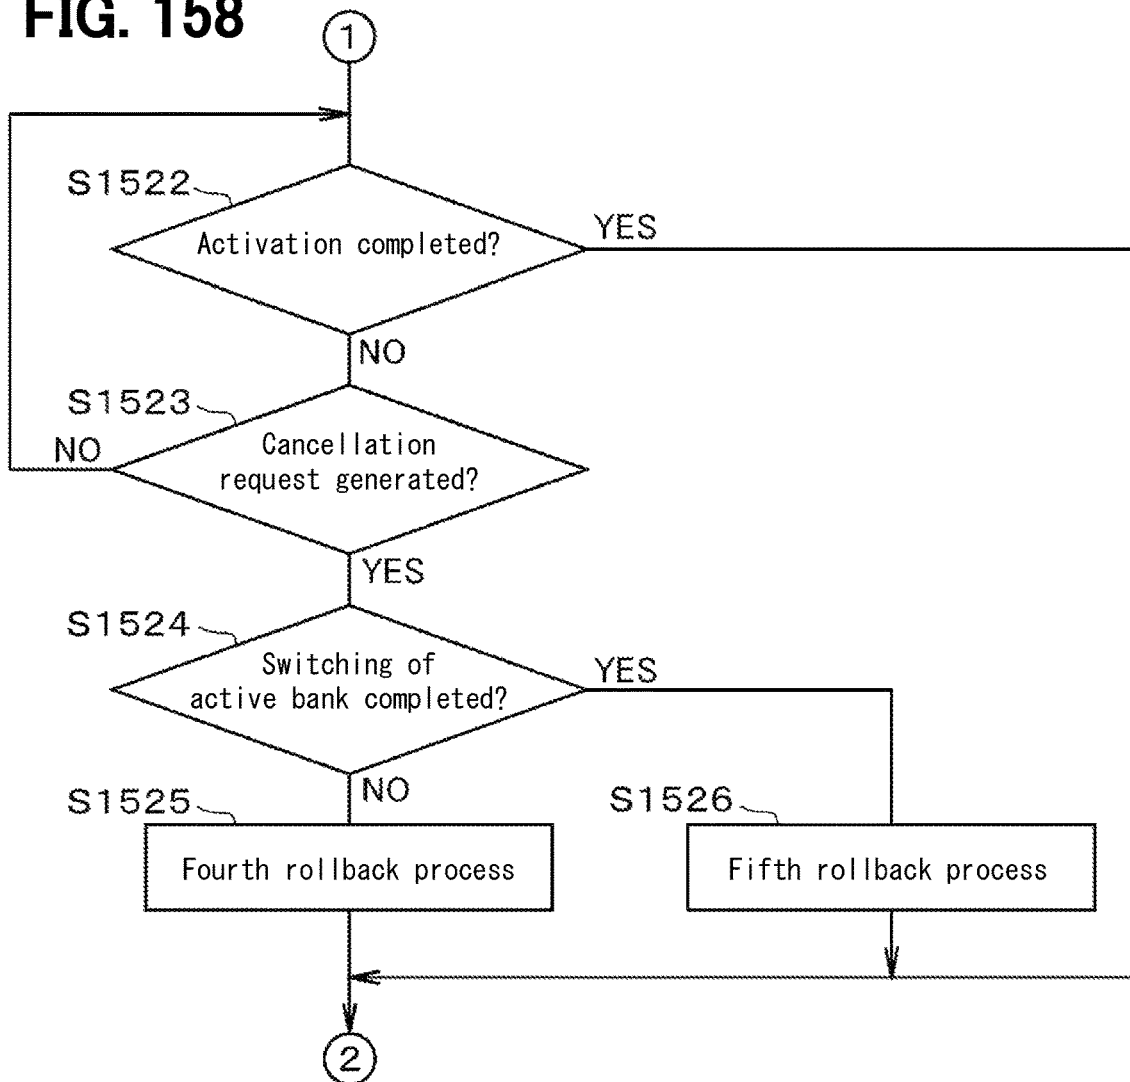 FIG. 158
1
S1522
Activation completed?
YES
NO
S1523
Cancellation
request generated?
NO
YES
S1524
Switching of
active bank completed?
YES
NO
S1525
Fourth rollback process
S1526
Fifth rollback process
2